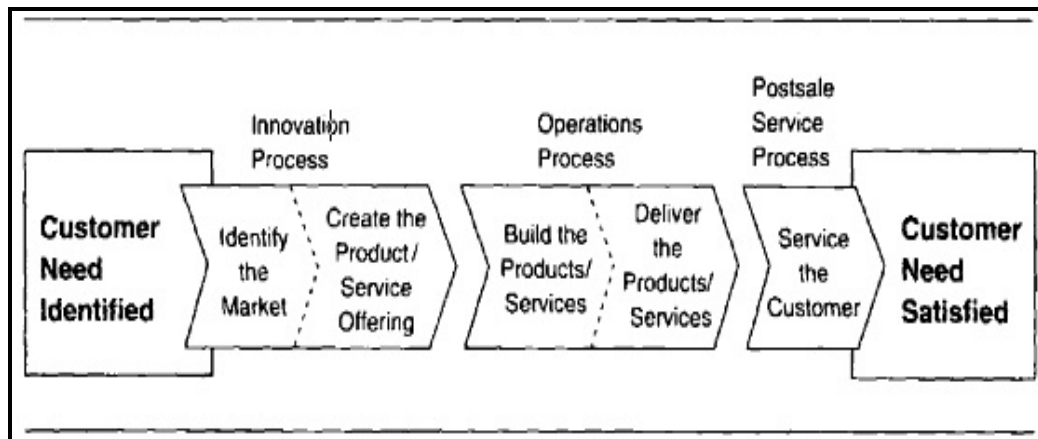 Innovation
Process
Operations
Process
Postsale
Service
Process
Customer
Need
Identified
Identify
the
Market
Create the
Product/
Service
Offering
Build the
Products/
Services
Deliver
the
Products/
Services
Service
the
Customer
Customer
Need
Satisfied